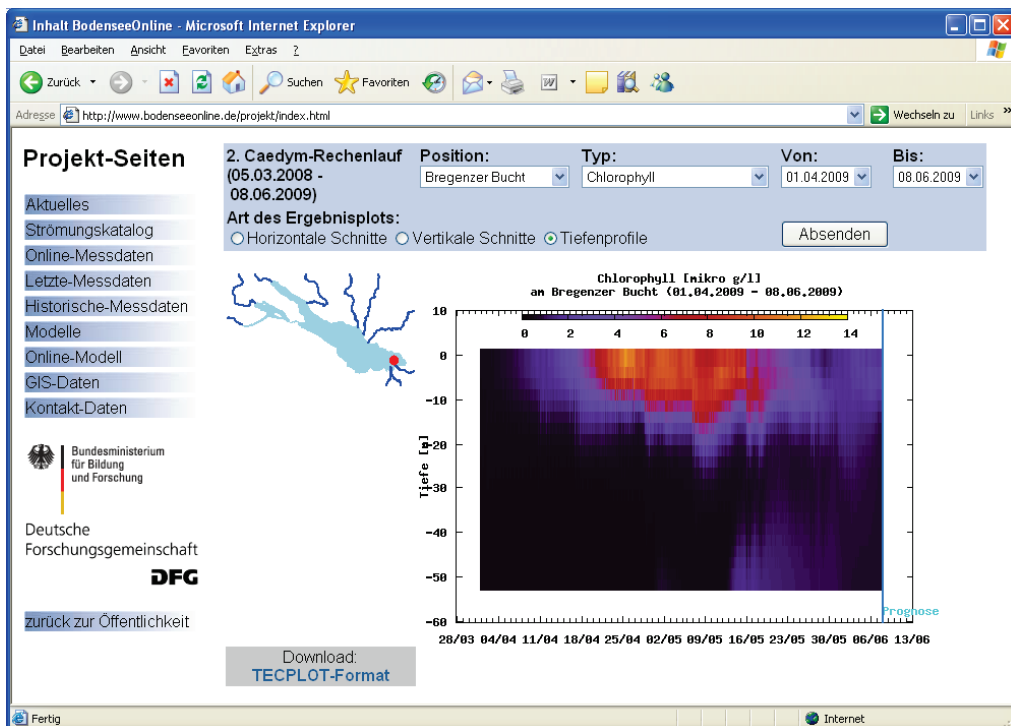 Inhalt BodenseeOnline - Microsoft Internet Explorer
Datei Bearbeiten Ansicht Favoriten Extras ?
Zurück Suchen Favoriten
Adresse http://www.bodenseeonline.de/projekt/index.html Wechseln zu Links »
Projekt-Seiten
Aktuelles
Strömungskatalog
Online-Messdaten
Letzte-Messdaten
Historische-Messdaten
Modelle
Online-Modell
GIS-Daten
Kontakt-Daten
Bundesministerium
für Bildung
und Forschung
Deutsche
Forschungsgemeinschaft
DFG
zurück zur Öffentlichkeit
2. Caedym-Rechenlauf
(05.03.2008 -
08.06.2009)
Position:
Bregenzer Bucht
Typ:
Chlorophyll
Von:
01.04.2009
Bis:
08.06.2009
Art des Ergebnisplots:
Horizontale Schnitte Vertikale Schnitte Tiefenprofile
Absenden
Chlorophyll [mikro g/l]
am Bregenzer Bucht (01.04.2009 - 08.06.2009)
0 2 4 6 8 10 12 14
10
0
-10
-20
-30
-40
-50
-60
Tiefe [m]
Prognose
28/03 04/04 11/04 18/04 25/04 02/05 09/05 16/05 23/05 30/05 06/06 13/06
Download:
TECPLOT-Format
Fertig
Internet